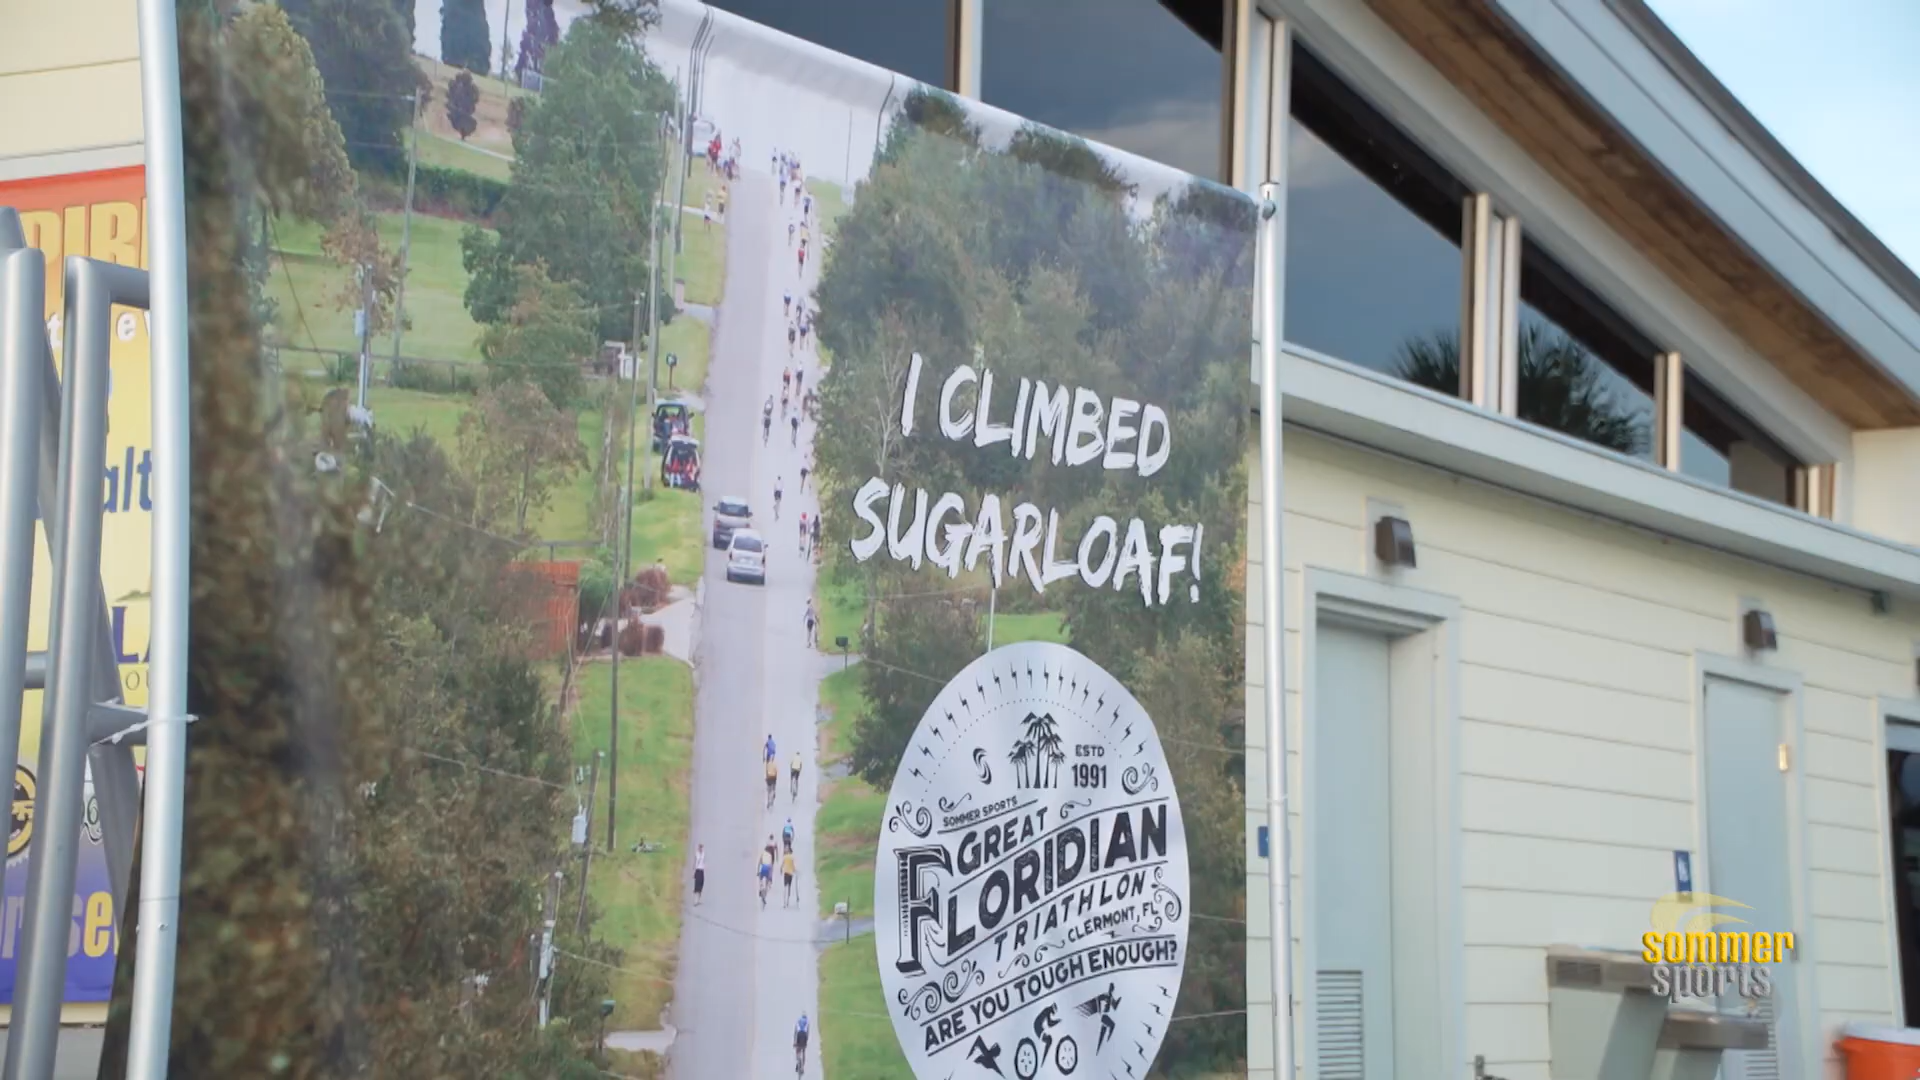 I CLIMBED
SUGARLOAF!
ESTD
1991
SOMMER SPORTS
GREAT
FLORIDIAN
TRIATHLON
CLERMONT, FL
ARE YOU TOUGH ENOUGH?
sommer
sports